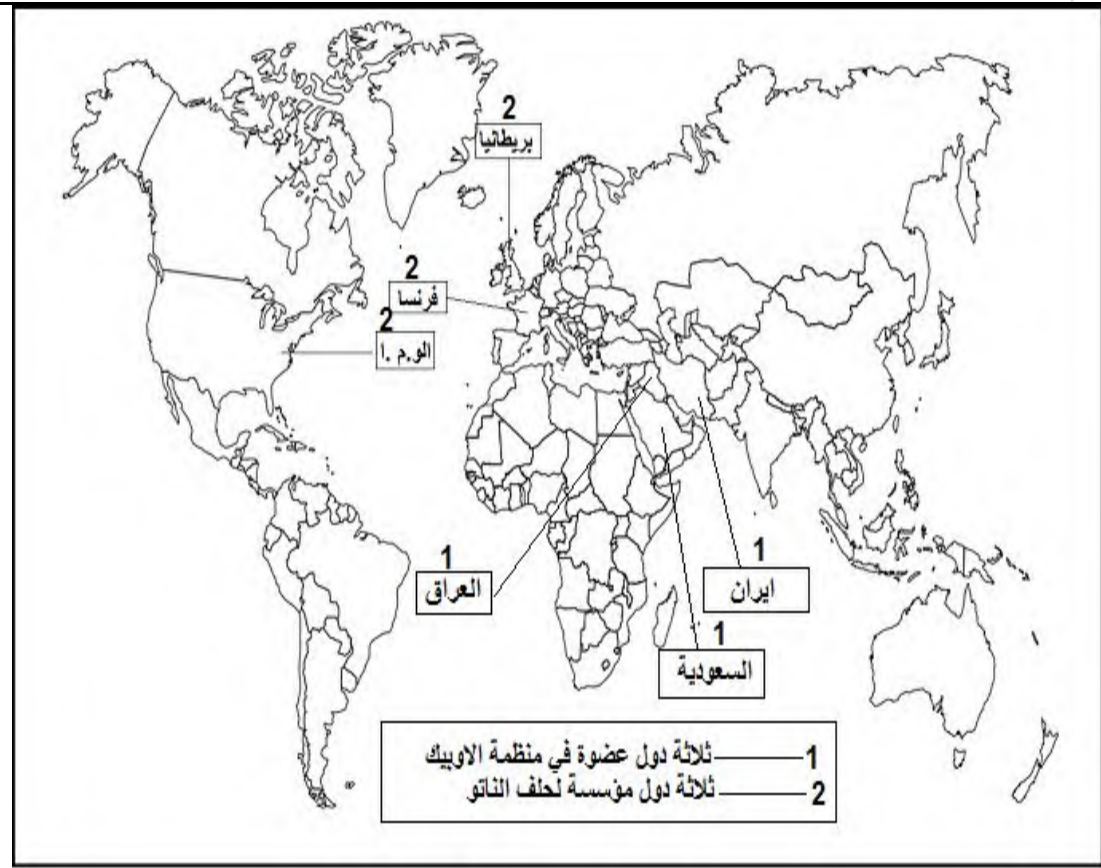 2
بريطانيا
2
فرنسا
2
الو.م .ا
1
العراق
1
ايران
1
السعودية
1 ثلاثة دول عضوة في منظمة الاوبيك
2 ثلاثة دول مؤسسة لحلف الناتو